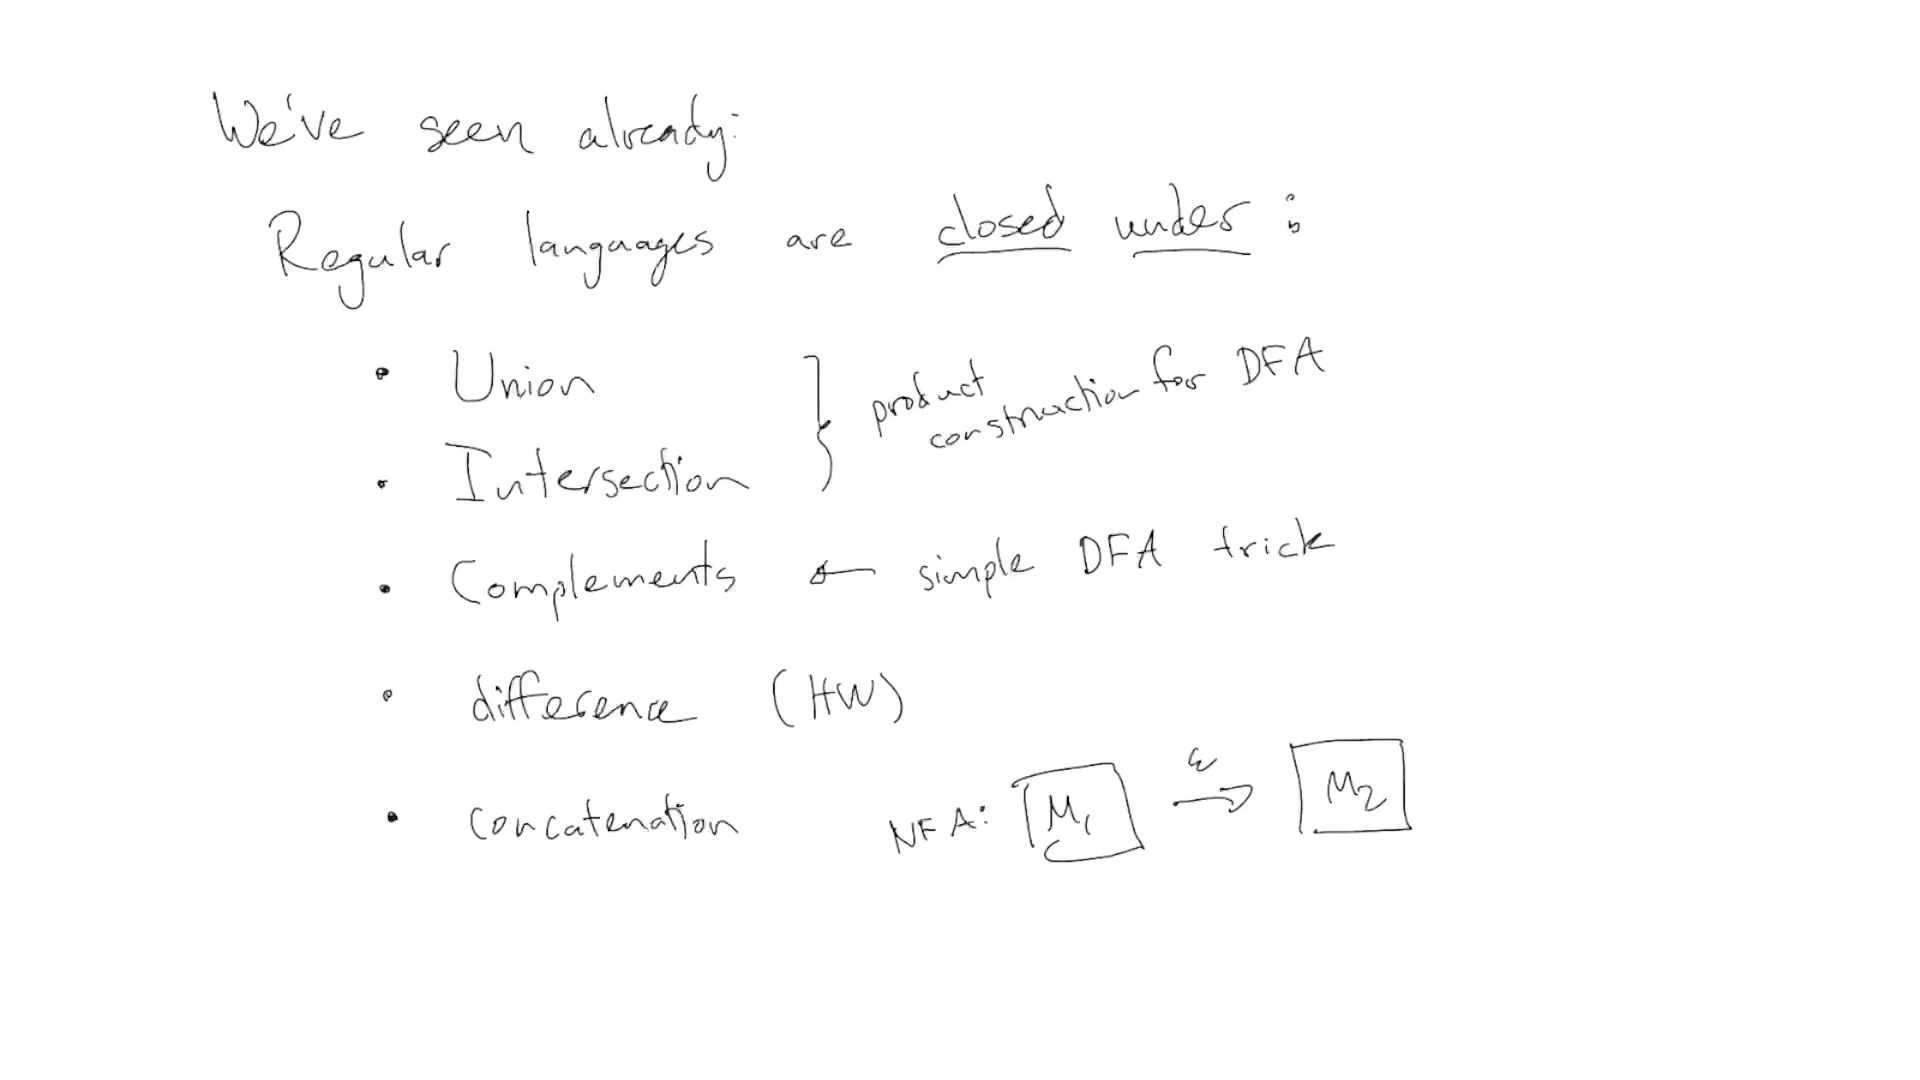 We've seen already:
Regular languages are closed under :
• Union } product
construction for DFA
• Intersection
• Complements ← simple DFA trick
• difference (HW)
• concatenation NFA: M₁ →ε M₂